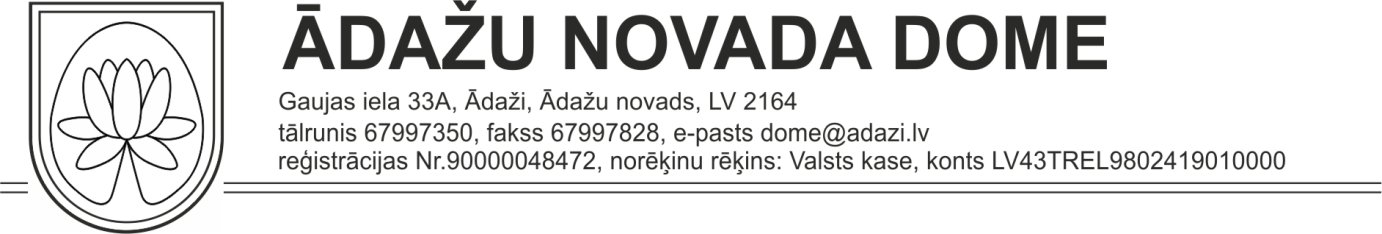 ĀDAŽU NOVADA DOME
Gaujas iela 33A, Ādaži, Ādažu novads, LV 2164
tālrunis 67997350, fakss 67997828, e-pasts dome@adazi.lv
reģistrācijas Nr.90000048472, norēķinu rēķins: Valsts kase, konts LV43TREL9802419010000